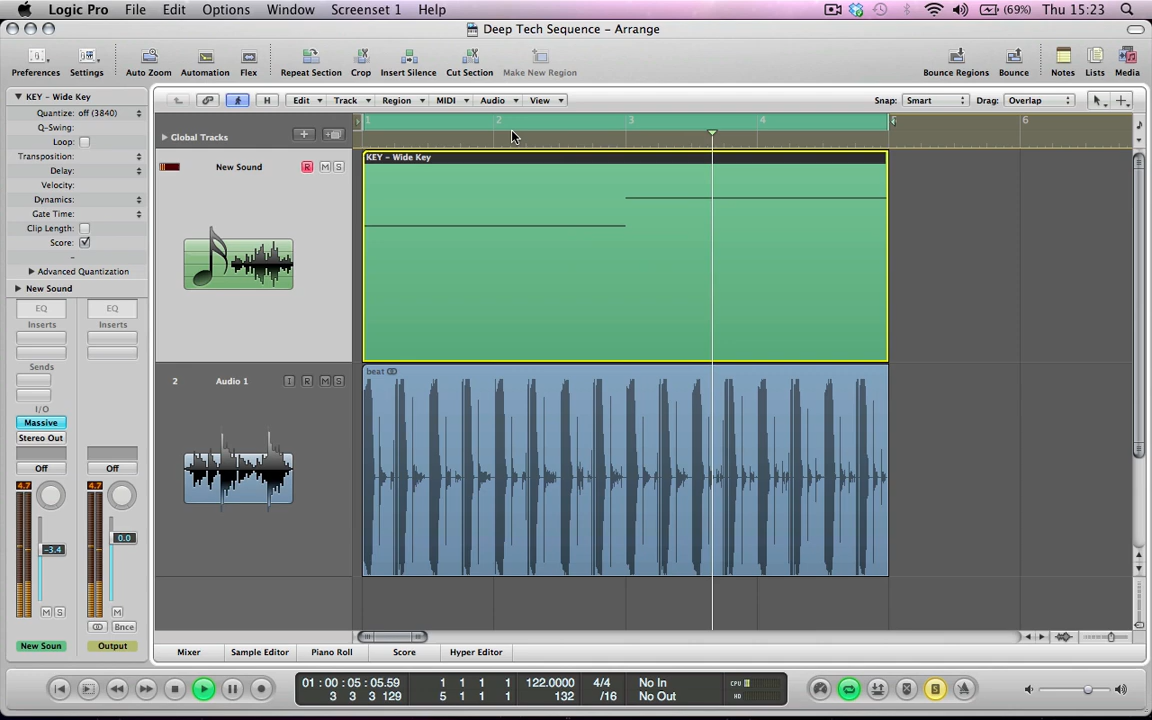 Logic Pro File Edit Options Window Screenset 1 Help (69%) Thu 15:23
Deep Tech Sequence – Arrange
Preferences Settings Auto Zoom Automation Flex Repeat Section Crop Insert Silence Cut Section Make New Region Bounce Regions Bounce Notes Lists Media
KEY – Wide Key
Edit Track Region MIDI Audio View Snap: Smart Drag: Overlap
Quantize: off (3840)
Q-Swing:
Loop:
Transposition:
Delay:
Velocity:
Dynamics:
Gate Time:
Clip Length:
Score:
-
Advanced Quantization
New Sound
EQ EQ
Inserts Inserts
Sends
I/O
Massive
Stereo Out
Off Off
4.7 4.7
-3.4 0.0
M S M
Bnce
New Soun Output
Global Tracks
1 2 3 4 5 6
New Sound R M S
KEY – Wide Key
2 Audio 1 I R M S
beat
Mixer Sample Editor Piano Roll Score Hyper Editor
01 : 00 : 05 : 05.59 1 1 1 1 122.0000 4/4 No In CPU
3 3 3 129 5 1 1 1 132 /16 No Out HD
S